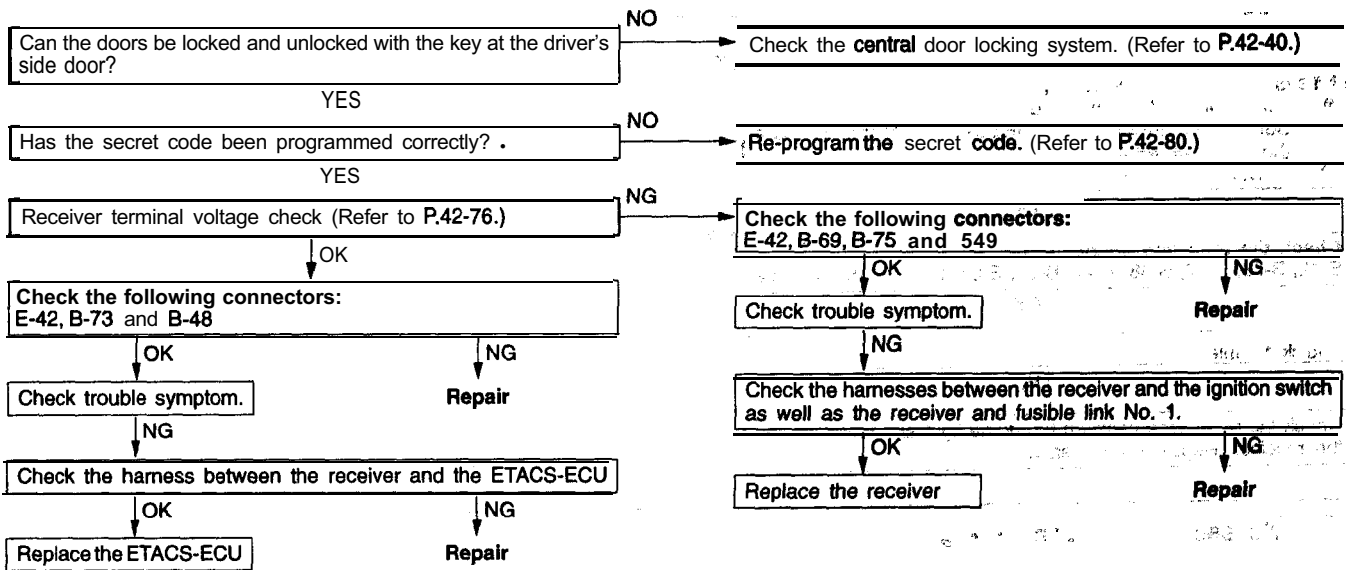 NO
Can the doors be locked and unlocked with the key at the driver's
side door?
Check the central door locking system. (Refer to P.42-40.)
YES
NO
Has the secret code been programmed correctly? .
Re-program the secret code. (Refer to P.42-80.)
YES
NG
Receiver terminal voltage check (Refer to P.42-76.)
Check the following connectors:
E-42, B-69, B-75 and 549
OK
OK
NG
Check the following connectors:
E-42, B-73 and B-48
Check trouble symptom.
Repair
OK
NG
NG
Check trouble symptom.
Repair
Check the harnesses between the receiver and the ignition switch
as well as the receiver and fusible link No. 1.
NG
OK
NG
Check the harness between the receiver and the ETACS-ECU
Replace the receiver
Repair
OK
NG
Replace the ETACS-ECU
Repair